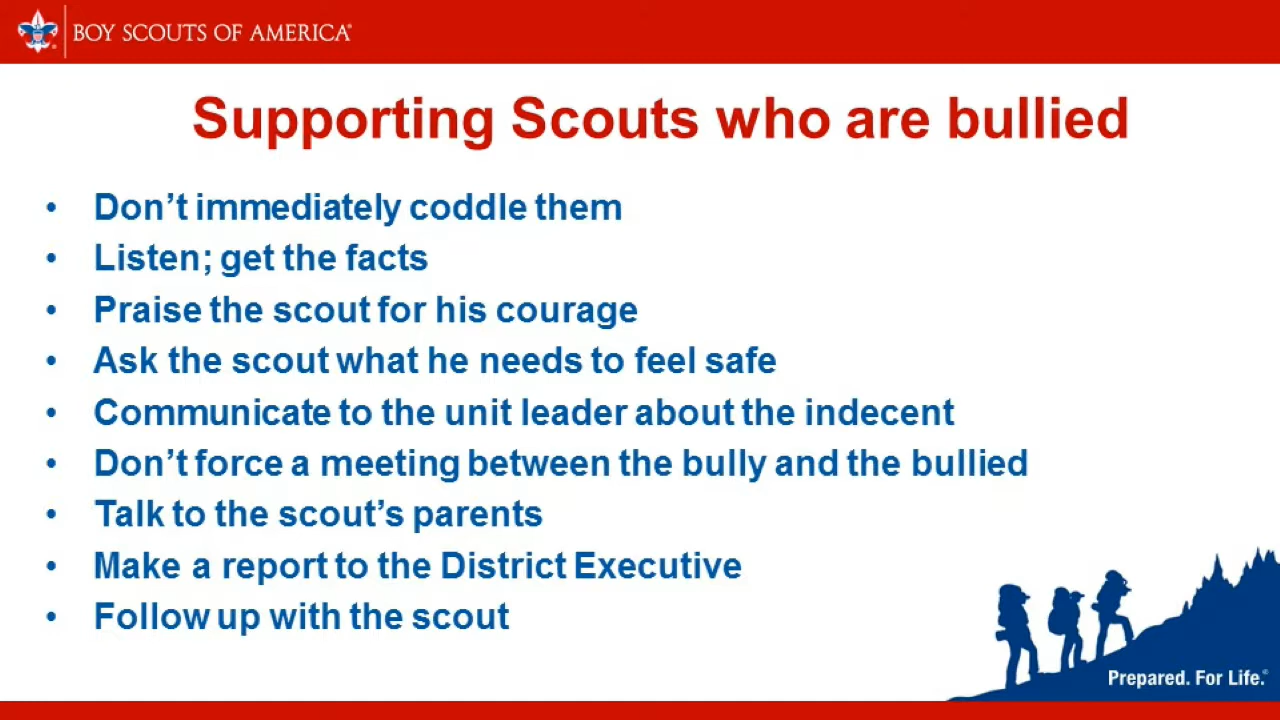 BOY SCOUTS OF AMERICA®
Supporting Scouts who are bullied
• Don't immediately coddle them
• Listen; get the facts
• Praise the scout for his courage
• Ask the scout what he needs to feel safe
• Communicate to the unit leader about the indecent
• Don't force a meeting between the bully and the bullied
• Talk to the scout's parents
• Make a report to the District Executive
• Follow up with the scout
Prepared. For Life.®